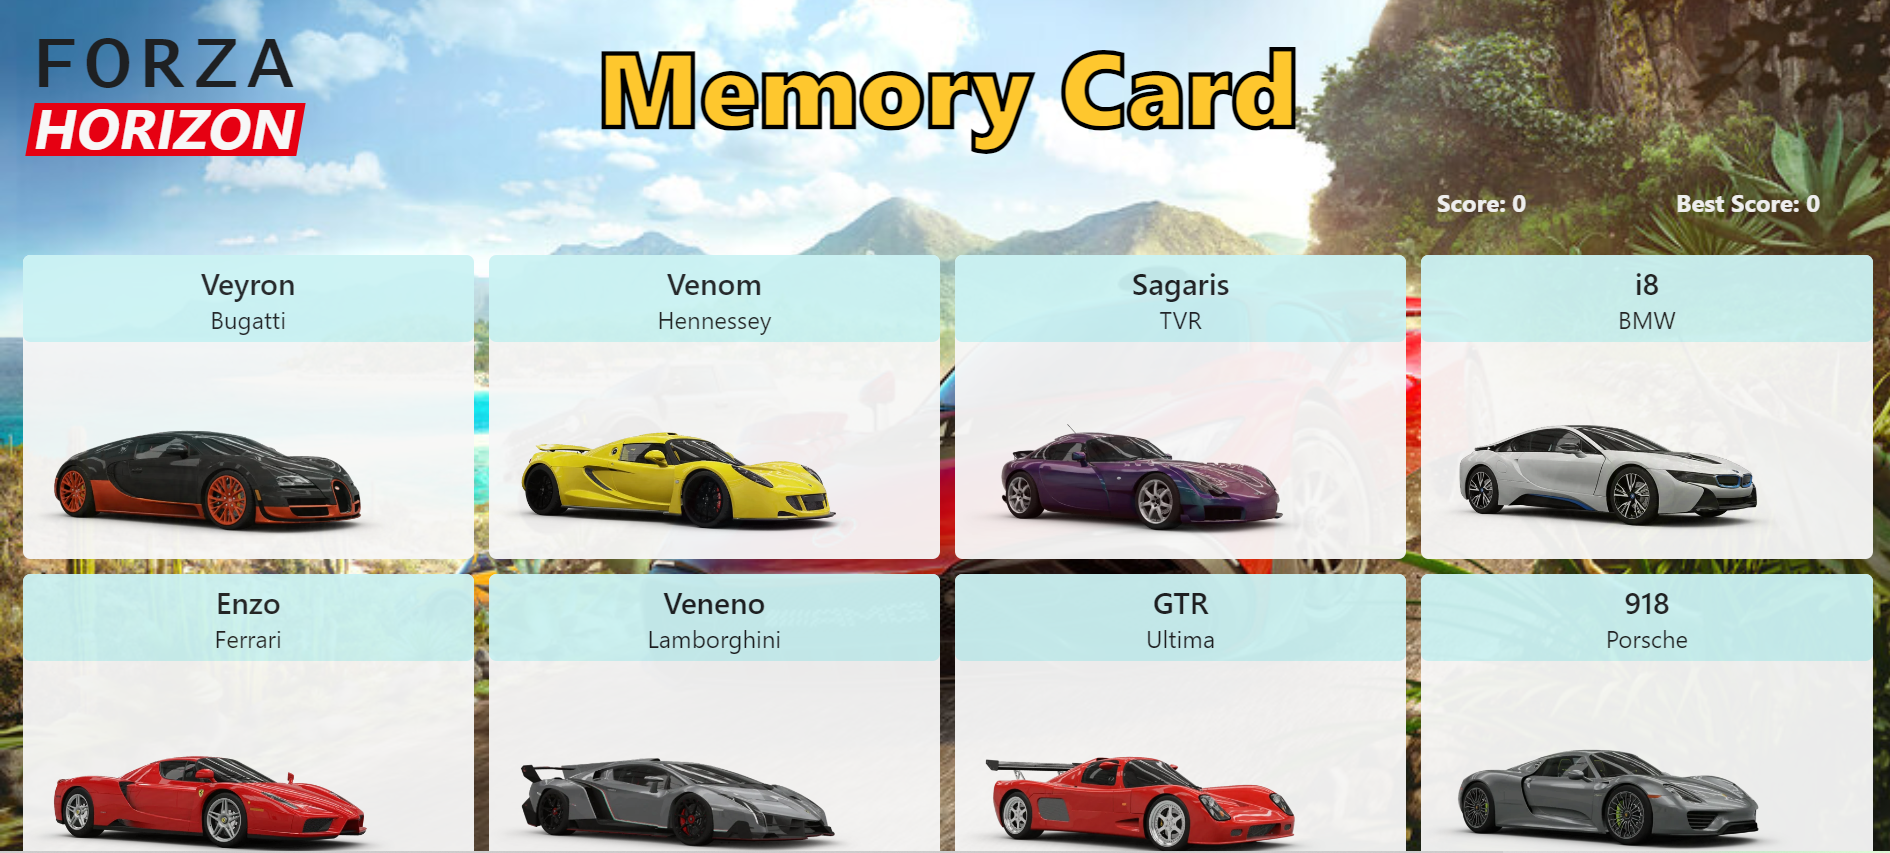 FORZA
HORIZON
Memory Card
Score: 0
Best Score: 0
Veyron
Bugatti
Venom
Hennessey
Sagaris
TVR
i8
BMW
Enzo
Ferrari
Veneno
Lamborghini
GTR
Ultima
918
Porsche